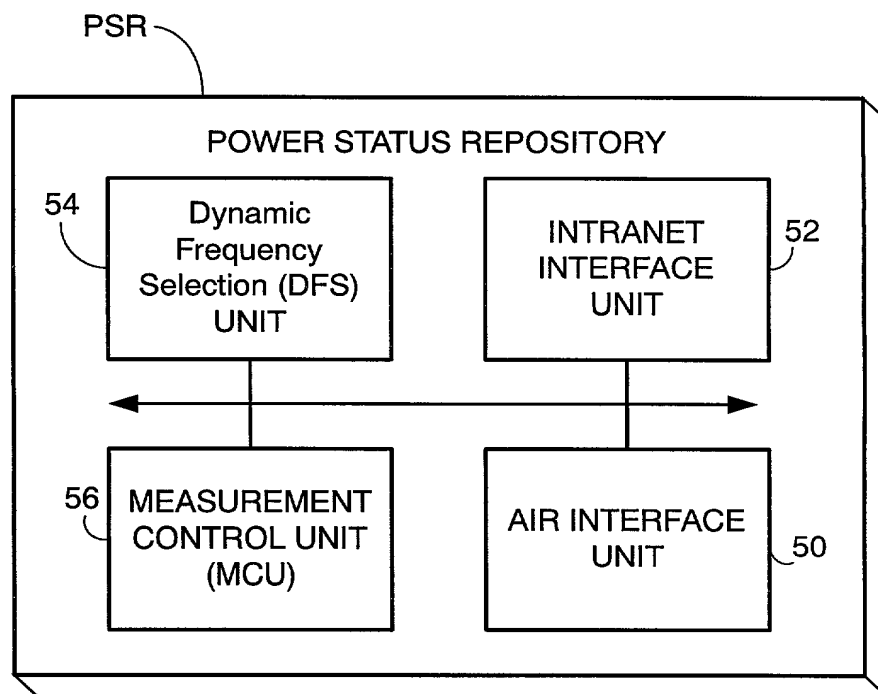 PSR
POWER STATUS REPOSITORY
54
Dynamic
Frequency
Selection (DFS)
UNIT
INTRANET
INTERFACE
UNIT
52
56
MEASUREMENT
CONTROL UNIT
(MCU)
AIR INTERFACE
UNIT
50